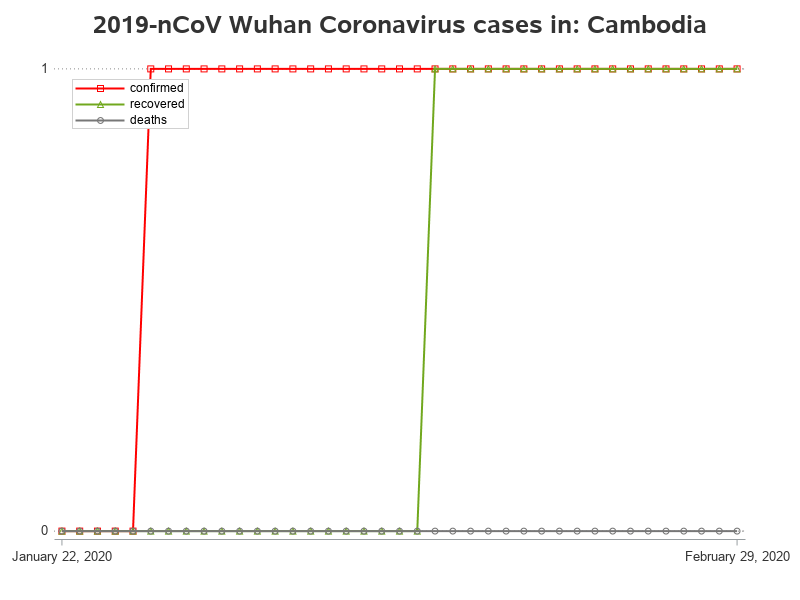 2019-nCoV Wuhan Coronavirus cases in: Cambodia
1
confirmed
recovered
deaths
0
January 22, 2020
February 29, 2020